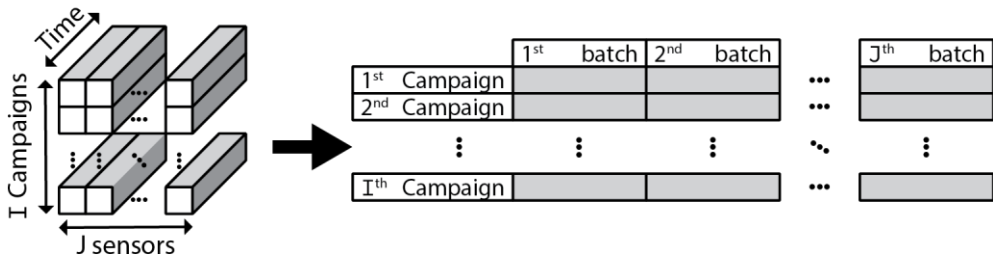 Time
I Campaigns
J sensors
1st batch 2nd batch ... Jth batch
1st Campaign ...
2nd Campaign ...
Ith Campaign ...